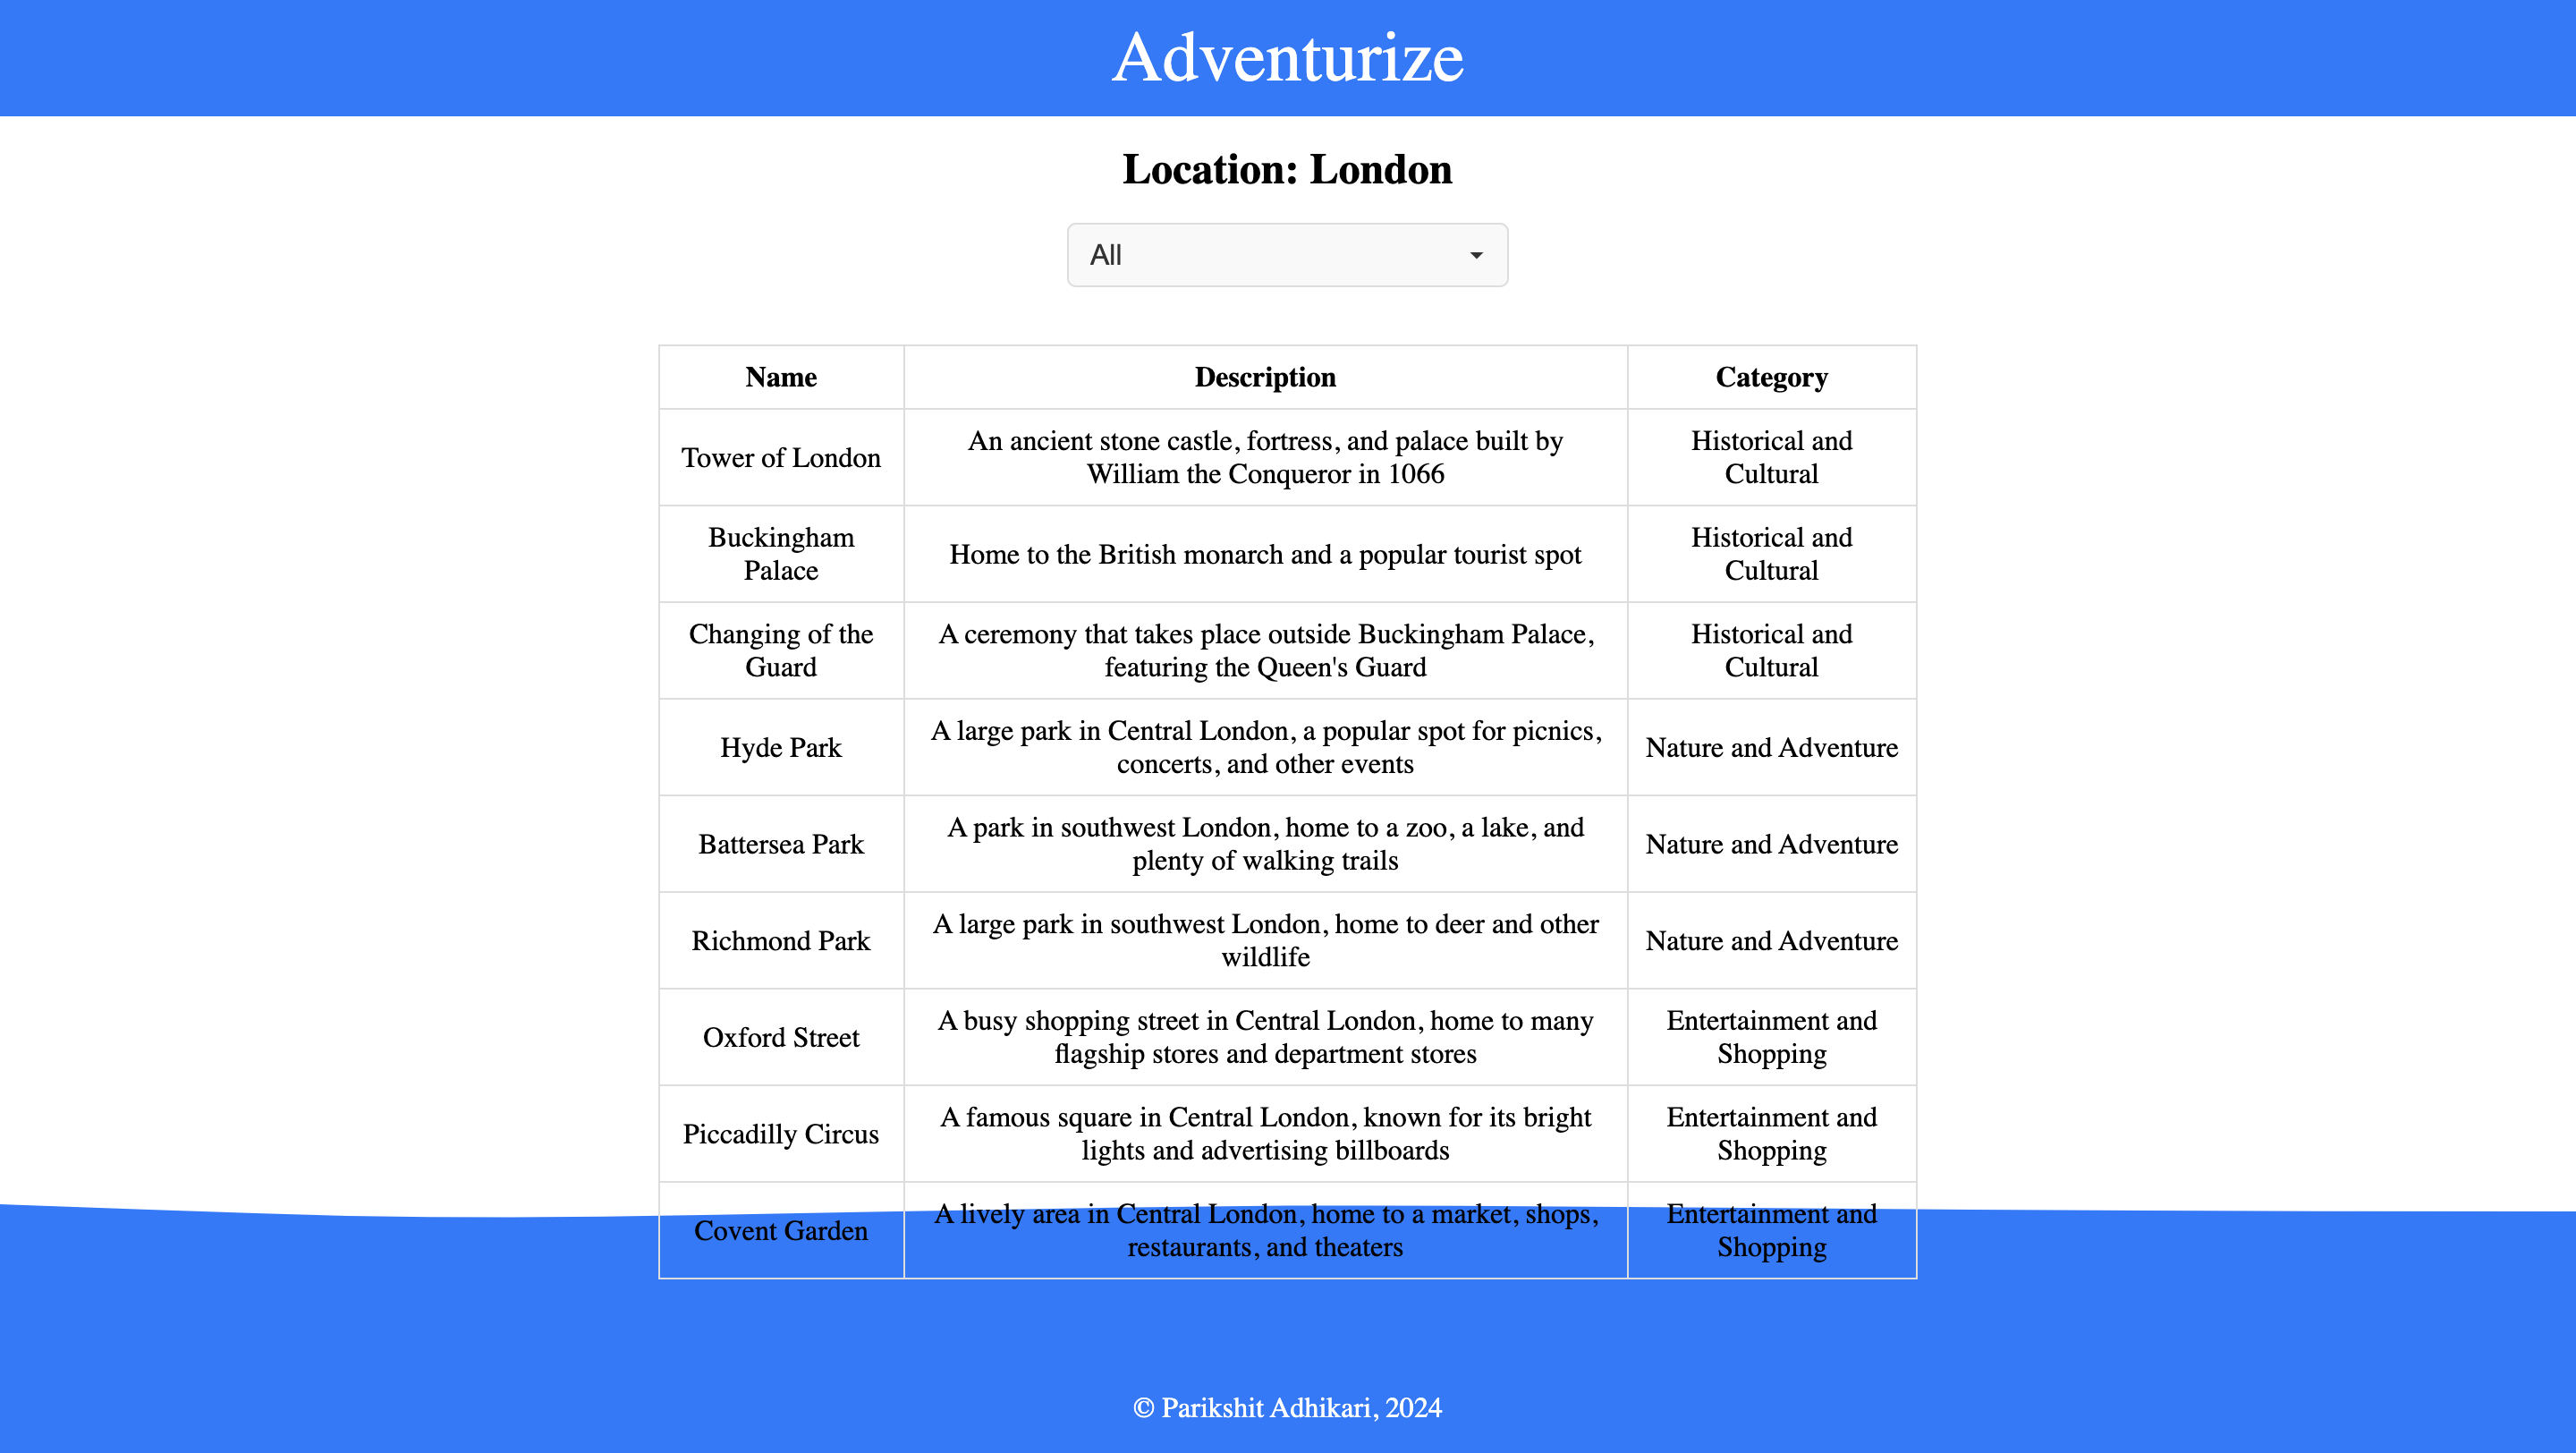 Adventurize
Location: London
All
Name Description Category
Tower of London
An ancient stone castle, fortress, and palace built by
William the Conqueror in 1066
Historical and
Cultural
Buckingham
Palace
Home to the British monarch and a popular tourist spot
Historical and
Cultural
Changing of the
Guard
A ceremony that takes place outside Buckingham Palace,
featuring the Queen's Guard
Historical and
Cultural
Hyde Park
A large park in Central London, a popular spot for picnics,
concerts, and other events
Nature and Adventure
Battersea Park
A park in southwest London, home to a zoo, a lake, and
plenty of walking trails
Nature and Adventure
Richmond Park
A large park in southwest London, home to deer and other
wildlife
Nature and Adventure
Oxford Street
A busy shopping street in Central London, home to many
flagship stores and department stores
Entertainment and
Shopping
Piccadilly Circus
A famous square in Central London, known for its bright
lights and advertising billboards
Entertainment and
Shopping
Covent Garden
A lively area in Central London, home to a market, shops,
restaurants, and theaters
Entertainment and
Shopping
© Parikshit Adhikari, 2024